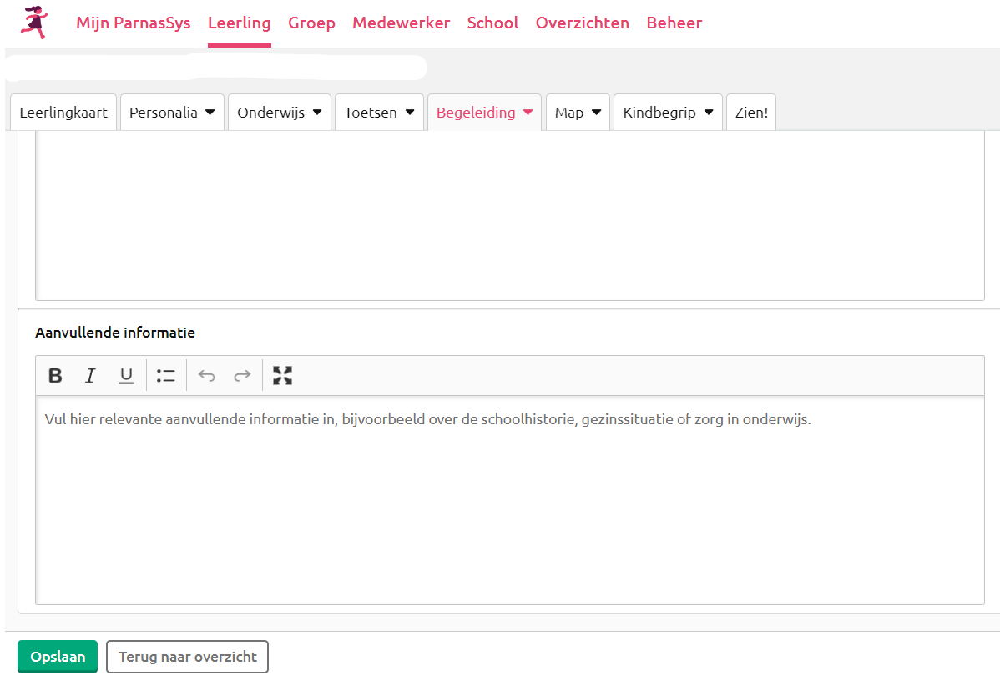 Mijn ParnasSys Leerling Groep Medewerker School Overzichten Beheer
Leerlingkaart Personalia Onderwijs Toetsen Begeleiding Map Kindbegrip Zien!
Aanvullende informatie
B I U
Vul hier relevante aanvullende informatie in, bijvoorbeeld over de schoolhistorie, gezinssituatie of zorg in onderwijs.
Opslaan Terug naar overzicht